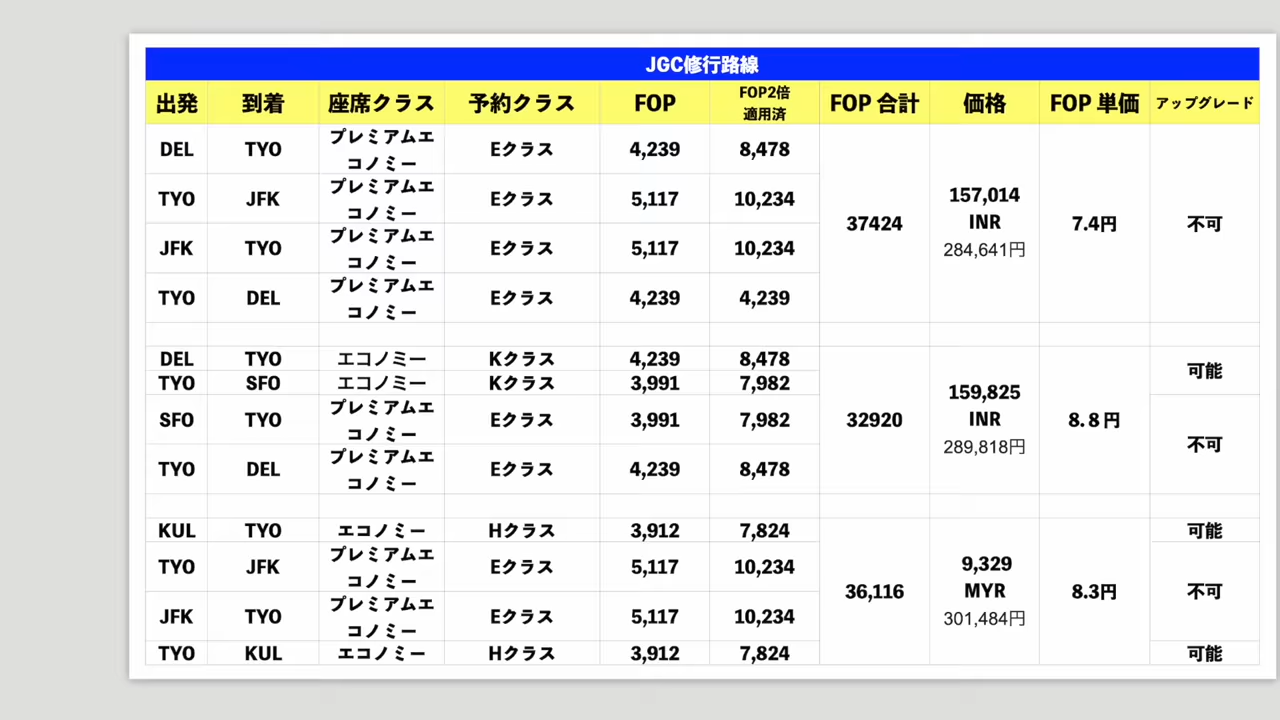 JGC修行路線
出発 到着 座席クラス 予約クラス FOP FOP2倍 適用済 FOP 合計 価格 FOP 単価 アップグレード
DEL TYO プレミアムエコノミー Eクラス 4,239 8,478
TYO JFK プレミアムエコノミー Eクラス 5,117 10,234
JFK TYO プレミアムエコノミー Eクラス 5,117 10,234
TYO DEL プレミアムエコノミー Eクラス 4,239 4,239
37424 157,014 INR 284,641円 7.4円 不可
DEL TYO エコノミー Kクラス 4,239 8,478
TYO SFO エコノミー Kクラス 3,991 7,982
可能
SFO TYO プレミアムエコノミー Eクラス 3,991 7,982
TYO DEL プレミアムエコノミー Eクラス 4,239 8,478
不可
32920 159,825 INR 289,818円 8.8円
KUL TYO エコノミー Hクラス 3,912 7,824 可能
TYO JFK プレミアムエコノミー Eクラス 5,117 10,234
JFK TYO プレミアムエコノミー Eクラス 5,117 10,234
不可
TYO KUL エコノミー Hクラス 3,912 7,824 可能
36,116 9,329 MYR 301,484円 8.3円